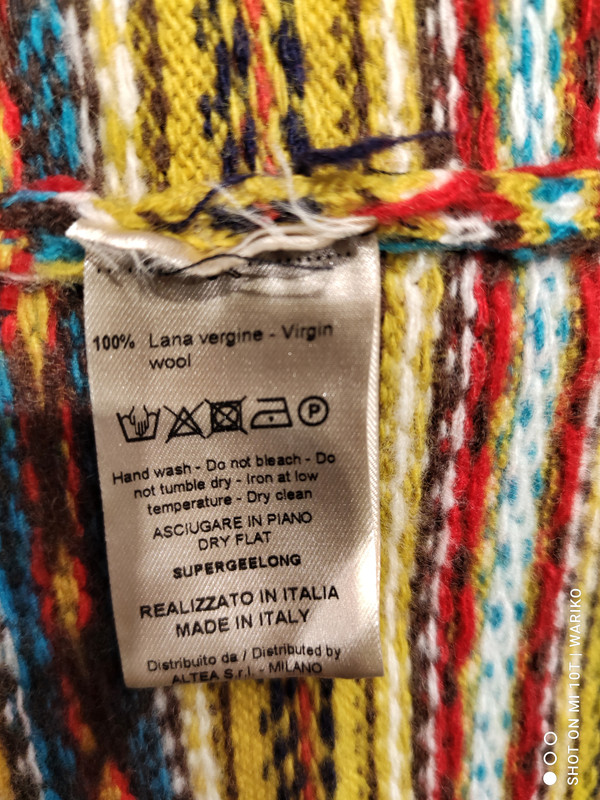 100% Lana vergine - Virgin
wool
P
Hand wash - Do not bleach - Do
not tumble dry - Iron at low
temperature - Dry clean
ASCIUGARE IN PIANO
DRY FLAT
SUPERGEELONG
REALIZZATO IN ITALIA
MADE IN ITALY
Distribuito da / Distributed by
ALTEA S.r.l. - MILANO
SHOT ON MI 10T | WARIKO